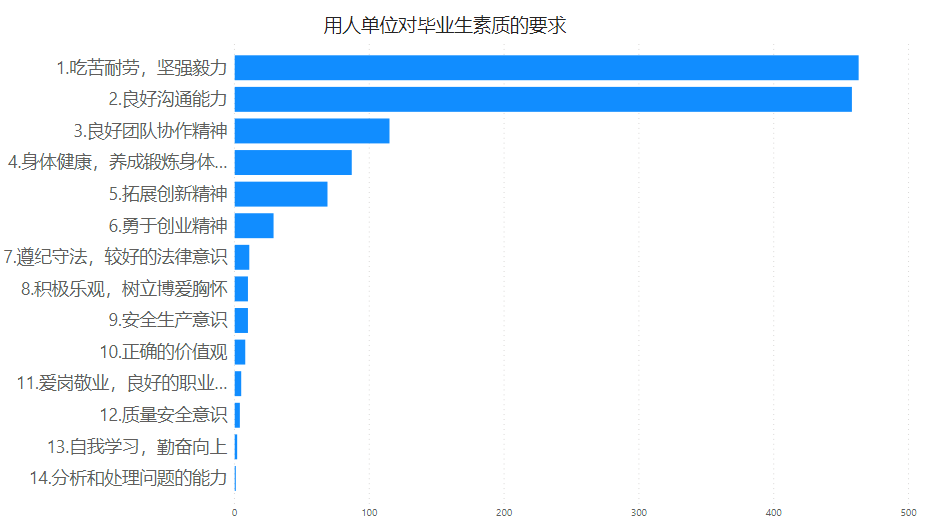 用人单位对毕业生素质的要求
1.吃苦耐劳，坚强毅力
2.良好沟通能力
3.良好团队协作精神
4.身体健康，养成锻炼身体...
5.拓展创新精神
6.勇于创业精神
7.遵纪守法，较好的法律意识
8.积极乐观，树立博爱胸怀
9.安全生产意识
10.正确的价值观
11.爱岗敬业，良好的职业...
12.质量安全意识
13.自我学习，勤奋向上
14.分析和处理问题的能力
0 100 200 300 400 500